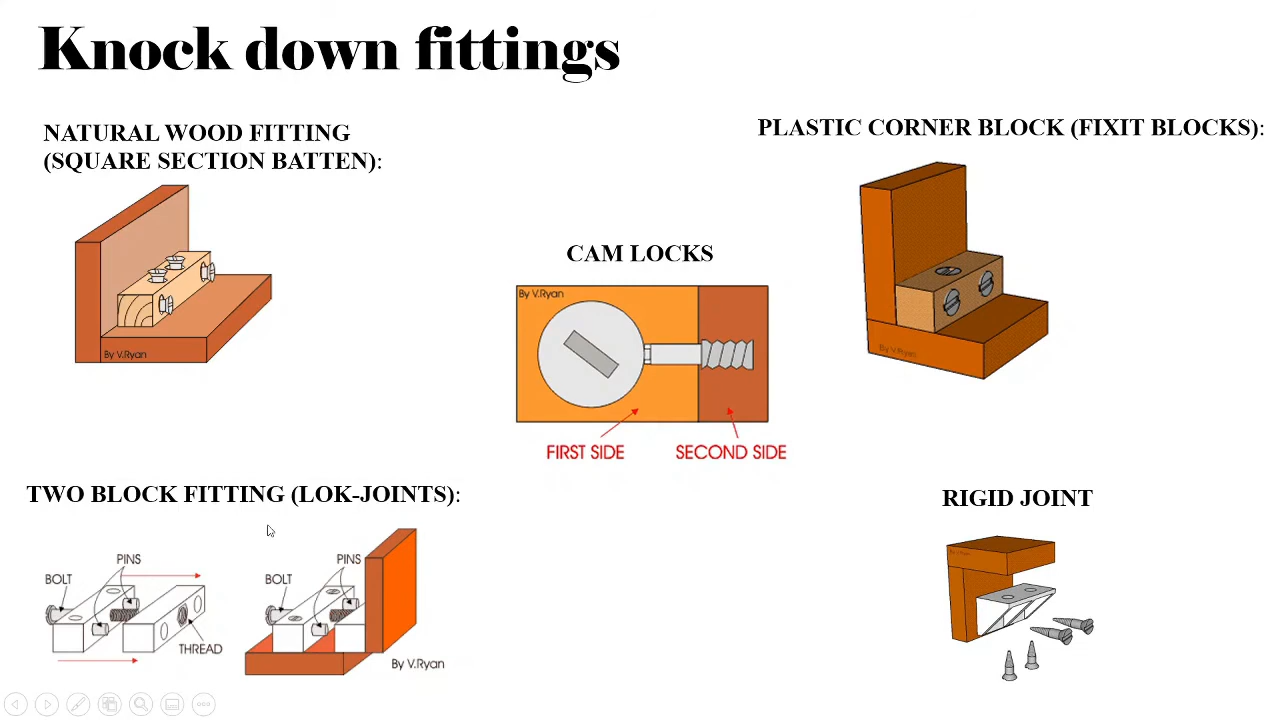 Knock down fittings
NATURAL WOOD FITTING
(SQUARE SECTION BATTEN):
By V.Ryan
PLASTIC CORNER BLOCK (FIXIT BLOCKS):
By V.Ryan
CAM LOCKS
By V.Ryan
FIRST SIDE
SECOND SIDE
TWO BLOCK FITTING (LOK-JOINTS):
PINS
BOLT
THREAD
PINS
BOLT
By V.Ryan
RIGID JOINT